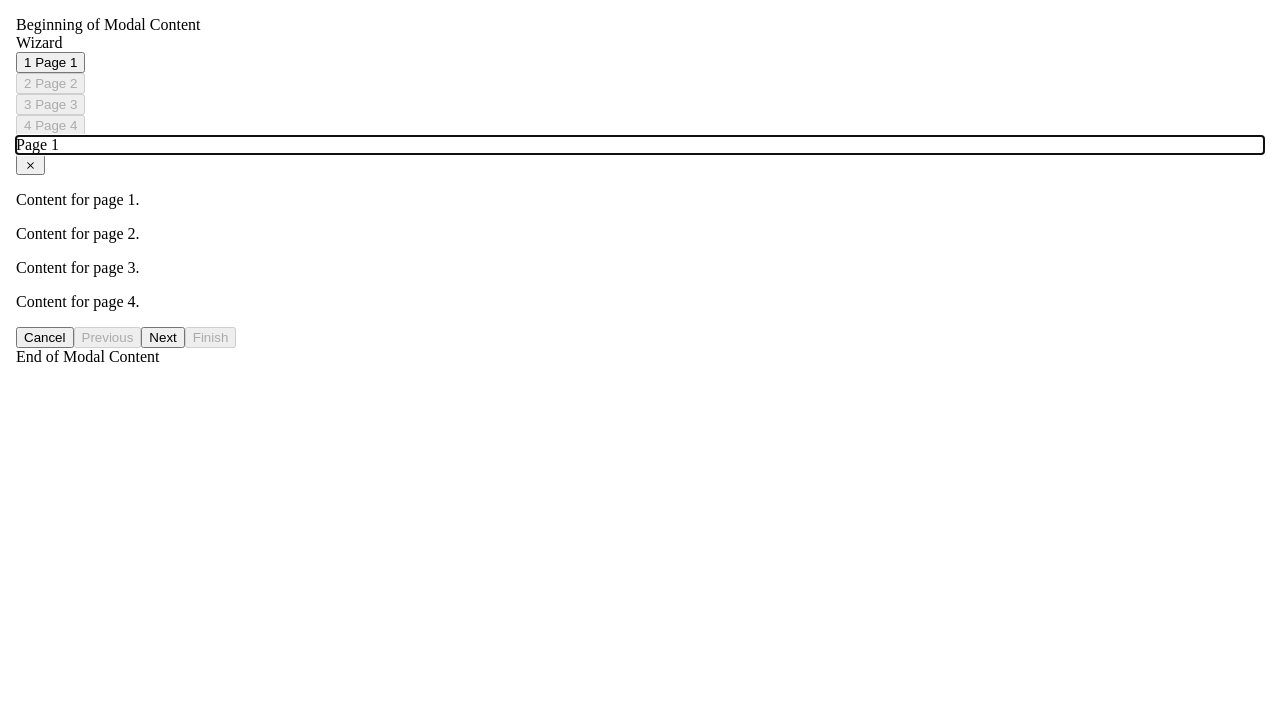 Beginning of Modal Content
Wizard
1 Page 1
2 Page 2
3 Page 3
4 Page 4
Page 1
×
Content for page 1.
Content for page 2.
Content for page 3.
Content for page 4.
Cancel Previous Next Finish
End of Modal Content